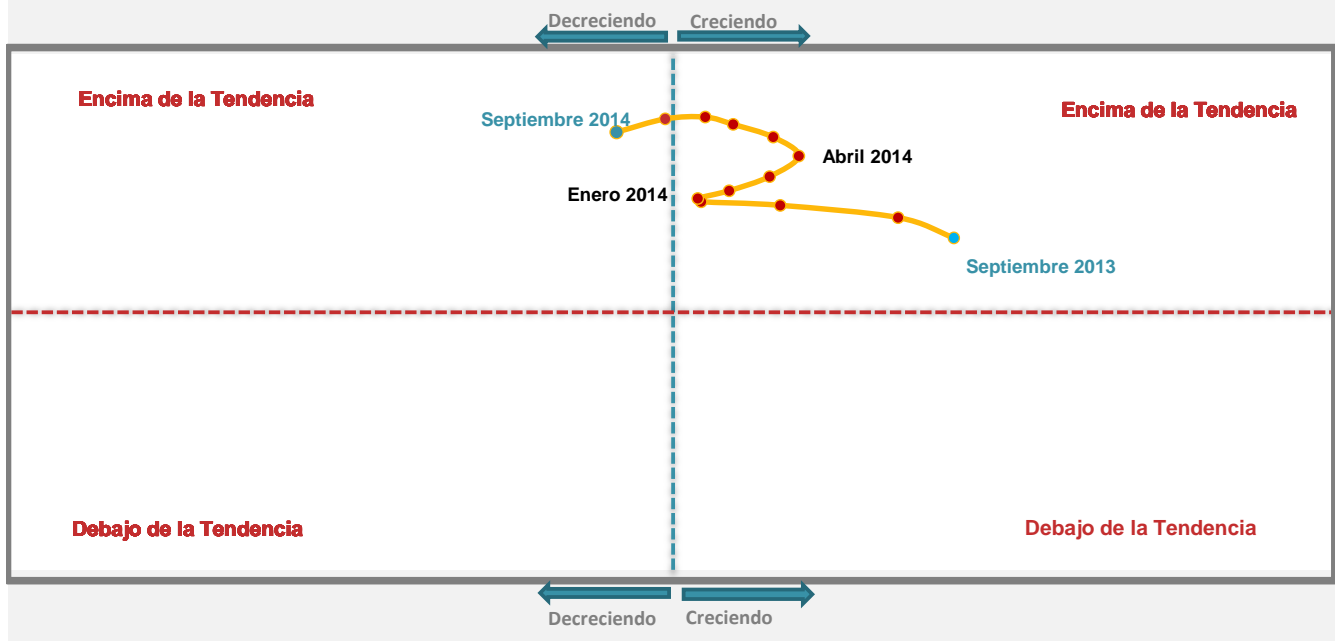 Decreciendo Creciendo
Encima de la Tendencia
Encima de la Tendencia
Septiembre 2014
Abril 2014
Enero 2014
Septiembre 2013
Debajo de la Tendencia
Debajo de la Tendencia
Decreciendo Creciendo